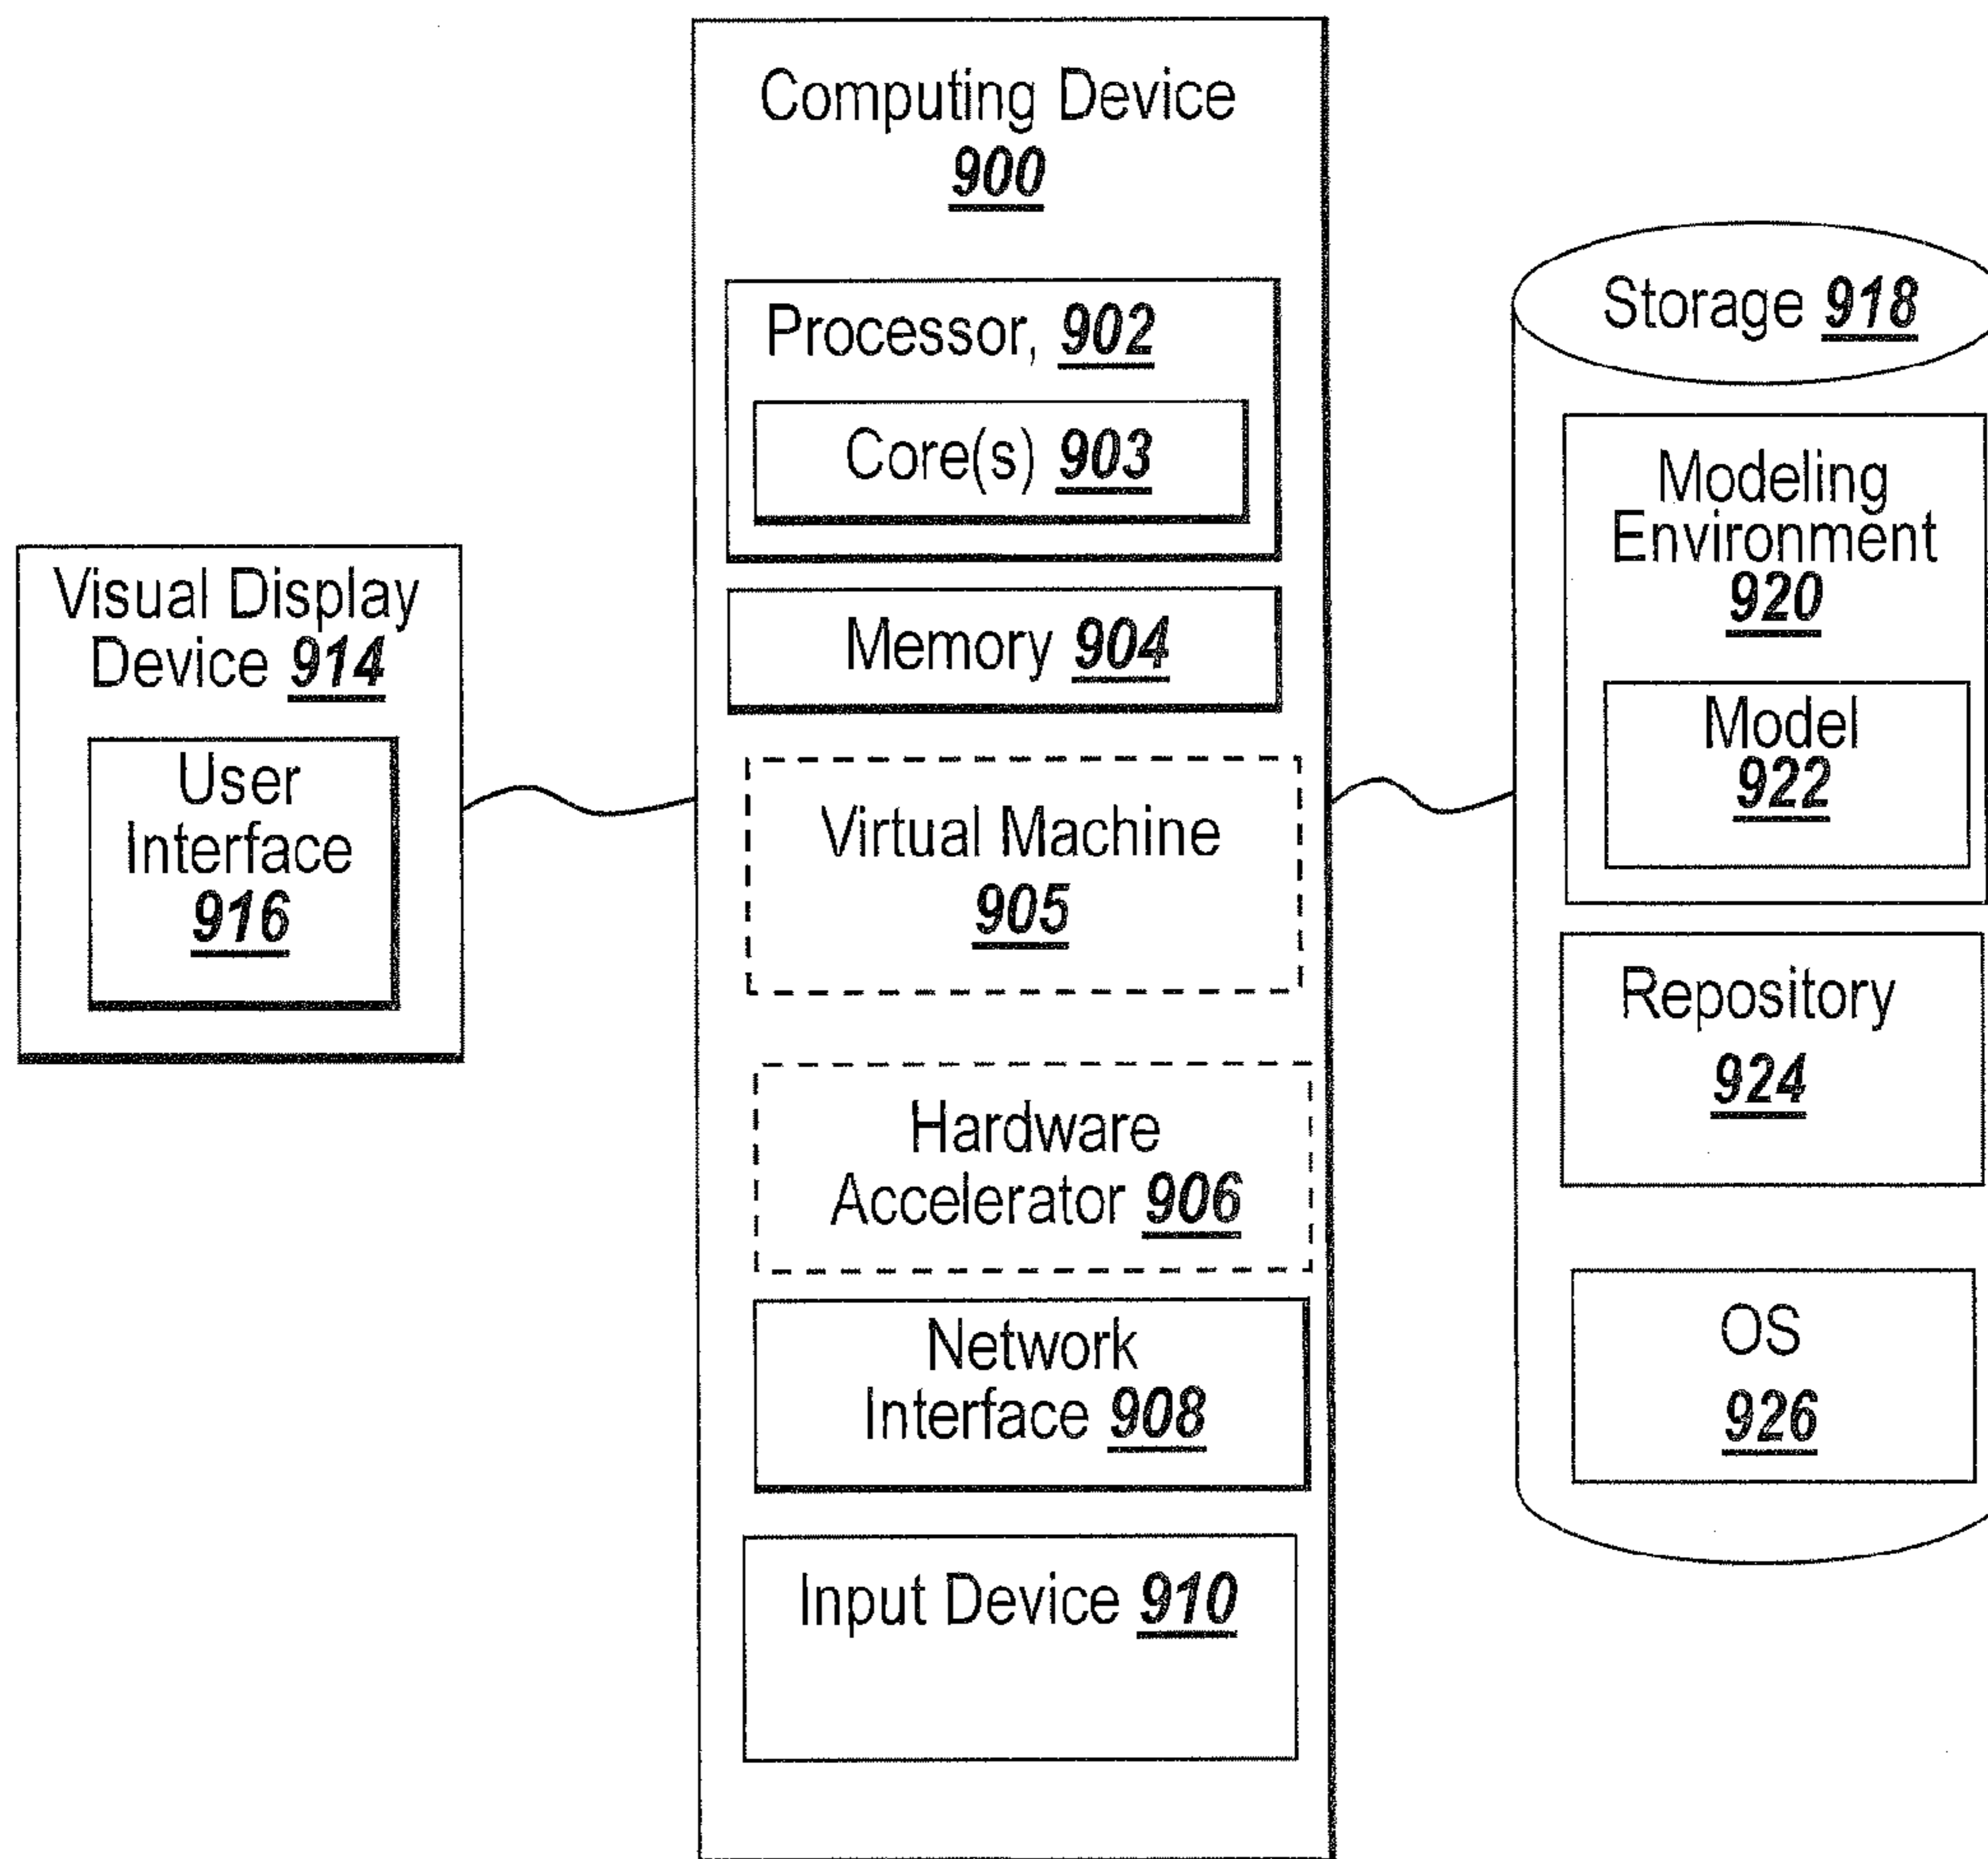 Computing Device
900
Processor, 902
Core(s) 903
Memory 904
Virtual Machine
905
Hardware
Accelerator 906
Network
Interface 908
Input Device 910
Visual Display
Device 914
User
Interface
916
Storage 918
Modeling
Environment
920
Model
922
Repository
924
OS
926